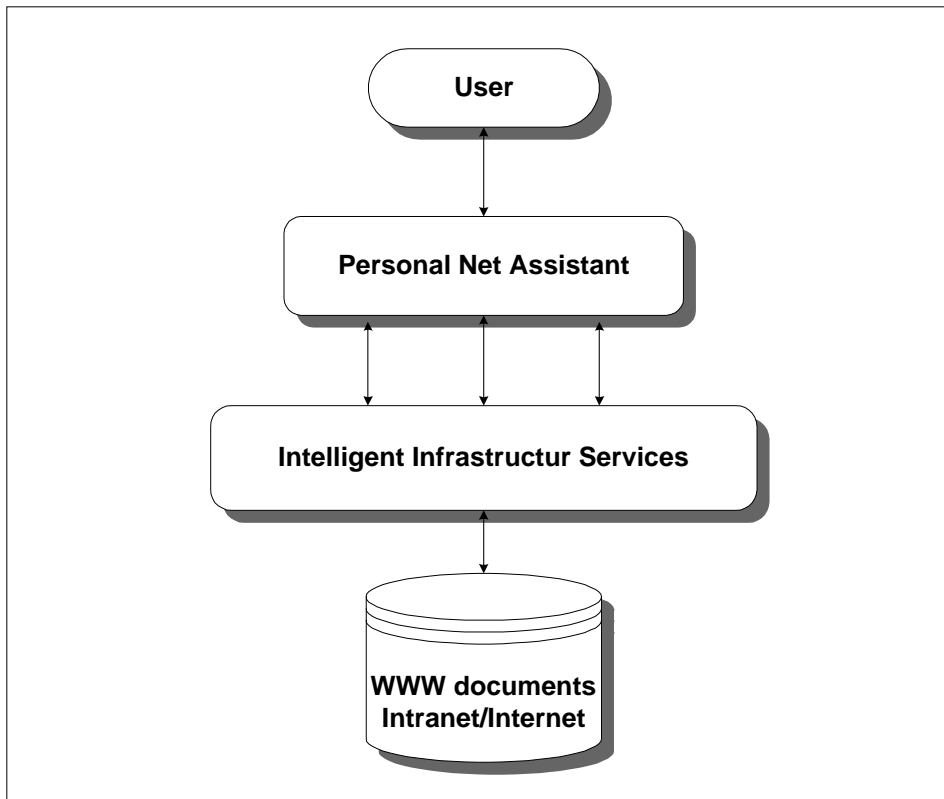 User
Personal Net Assistant
Intelligent Infrastructur Services
WWW documents
Intranet/Internet